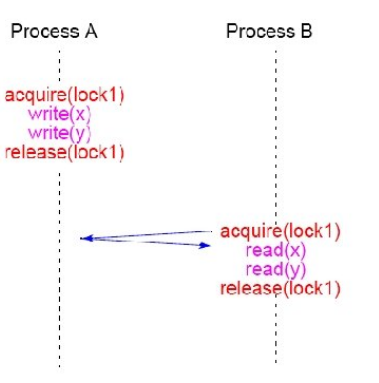 Process A
Process B
acquire(lock1)
write(x)
write(y)
release(lock1)
acquire(lock1)
read(x)
read(y)
release(lock1)